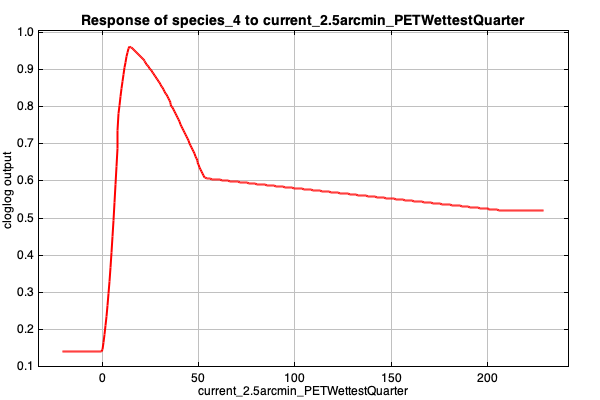 Response of species_4 to current_2.5arcmin_PETWettestQuarter
1.0
0.9
0.8
0.7
0.6
0.5
0.4
0.3
0.2
0.1
cloglog output
0 50 100 150 200
current_2.5arcmin_PETWettestQuarter